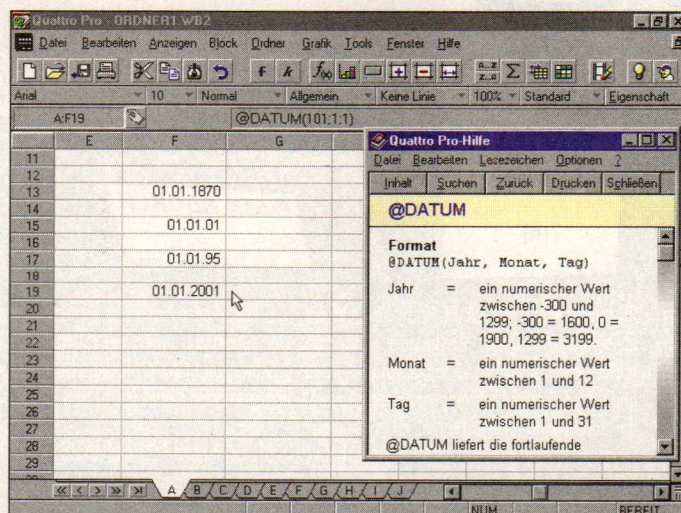 Quattro Pro - ORDNER1.WB2
Datei Bearbeiten Anzeigen Block Ordner Grafik Tools Fenster Hilfe
Arial 10 Normal Allgemein Keine Linie 100% Standard Eigenschaft
A:F19 @DATUM(101;1;1)
E F G
11
12
13 01.01.1870
14
15 01.01.01
16
17 01.01.95
18
19 01.01.2001
20
21
22
23
24
25
26
27
28
29
A B C D E F G H I J
NUM BEREIT
Quattro Pro-Hilfe
Datei Bearbeiten Lesezeichen Optionen ?
Inhalt Suchen Zurück Drucken Schließen
@DATUM
Format
@DATUM(Jahr, Monat, Tag)
Jahr = ein numerischer Wert
zwischen -300 und
1299; -300 = 1600, 0 =
1900, 1299 = 3199.
Monat = ein numerischer Wert
zwischen 1 und 12
Tag = ein numerischer Wert
zwischen 1 und 31
@DATUM liefert die fortlaufende